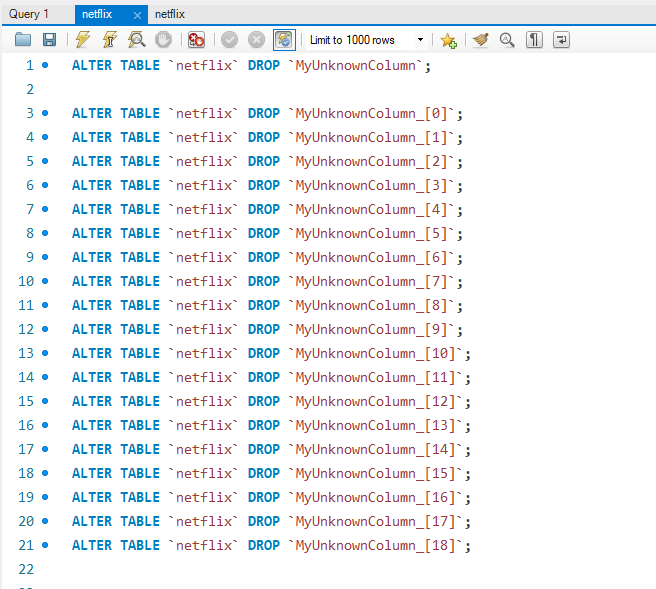 Query 1 netflix × netflix
Limit to 1000 rows
1 ALTER TABLE `netflix` DROP `MyUnknownColumn`;
2
3 ALTER TABLE `netflix` DROP `MyUnknownColumn_[0]`;
4 ALTER TABLE `netflix` DROP `MyUnknownColumn_[1]`;
5 ALTER TABLE `netflix` DROP `MyUnknownColumn_[2]`;
6 ALTER TABLE `netflix` DROP `MyUnknownColumn_[3]`;
7 ALTER TABLE `netflix` DROP `MyUnknownColumn_[4]`;
8 ALTER TABLE `netflix` DROP `MyUnknownColumn_[5]`;
9 ALTER TABLE `netflix` DROP `MyUnknownColumn_[6]`;
10 ALTER TABLE `netflix` DROP `MyUnknownColumn_[7]`;
11 ALTER TABLE `netflix` DROP `MyUnknownColumn_[8]`;
12 ALTER TABLE `netflix` DROP `MyUnknownColumn_[9]`;
13 ALTER TABLE `netflix` DROP `MyUnknownColumn_[10]`;
14 ALTER TABLE `netflix` DROP `MyUnknownColumn_[11]`;
15 ALTER TABLE `netflix` DROP `MyUnknownColumn_[12]`;
16 ALTER TABLE `netflix` DROP `MyUnknownColumn_[13]`;
17 ALTER TABLE `netflix` DROP `MyUnknownColumn_[14]`;
18 ALTER TABLE `netflix` DROP `MyUnknownColumn_[15]`;
19 ALTER TABLE `netflix` DROP `MyUnknownColumn_[16]`;
20 ALTER TABLE `netflix` DROP `MyUnknownColumn_[17]`;
21 ALTER TABLE `netflix` DROP `MyUnknownColumn_[18]`;
22